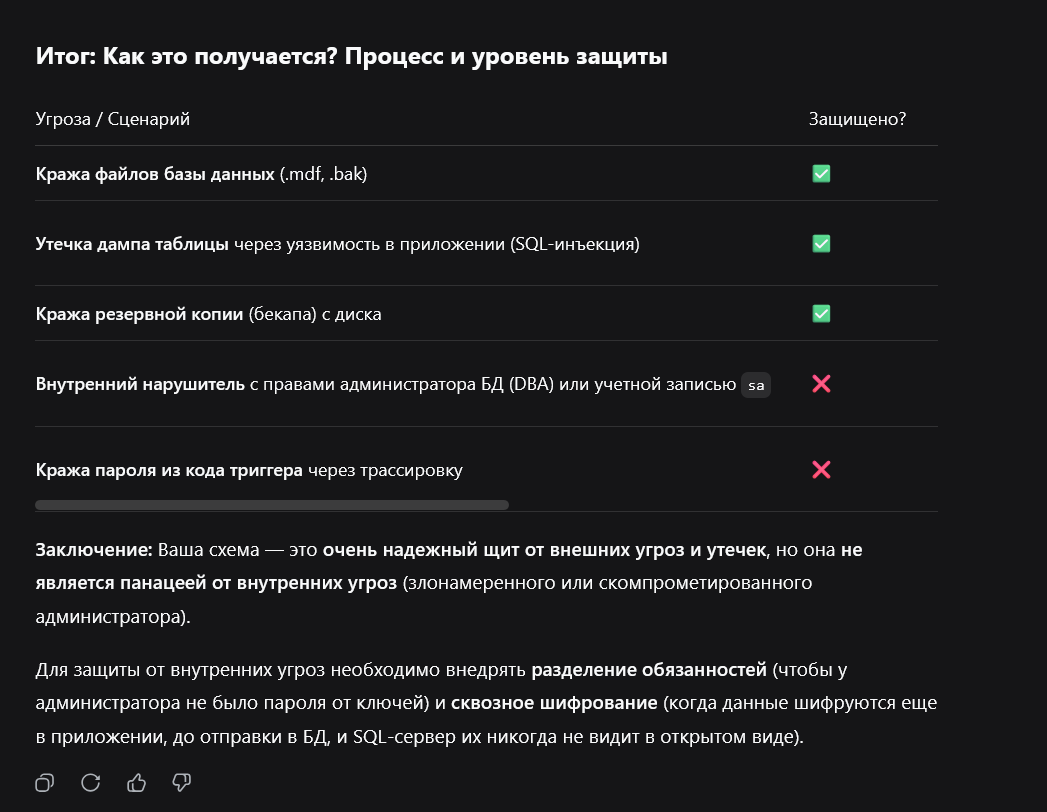 Итог: Как это получается? Процесс и уровень защиты
Угроза / Сценарий Защищено?
Кража файлов базы данных (.mdf, .bak) ✅
Утечка дампа таблицы через уязвимость в приложении (SQL-инъекция) ✅
Кража резервной копии (бекапа) с диска ✅
Внутренний нарушитель с правами администратора БД (DBA) или учетной записью sa ❌
Кража пароля из кода триггера через трассировку ❌
Заключение: Ваша схема — это очень надежный щит от внешних угроз и утечек, но она не
является панацеей от внутренних угроз (злонамеренного или скомпрометированного
администратора).
Для защиты от внутренних угроз необходимо внедрять разделение обязанностей (чтобы у
администратора не было пароля от ключей) и сквозное шифрование (когда данные шифруются еще
в приложении, до отправки в БД, и SQL-сервер их никогда не видит в открытом виде).